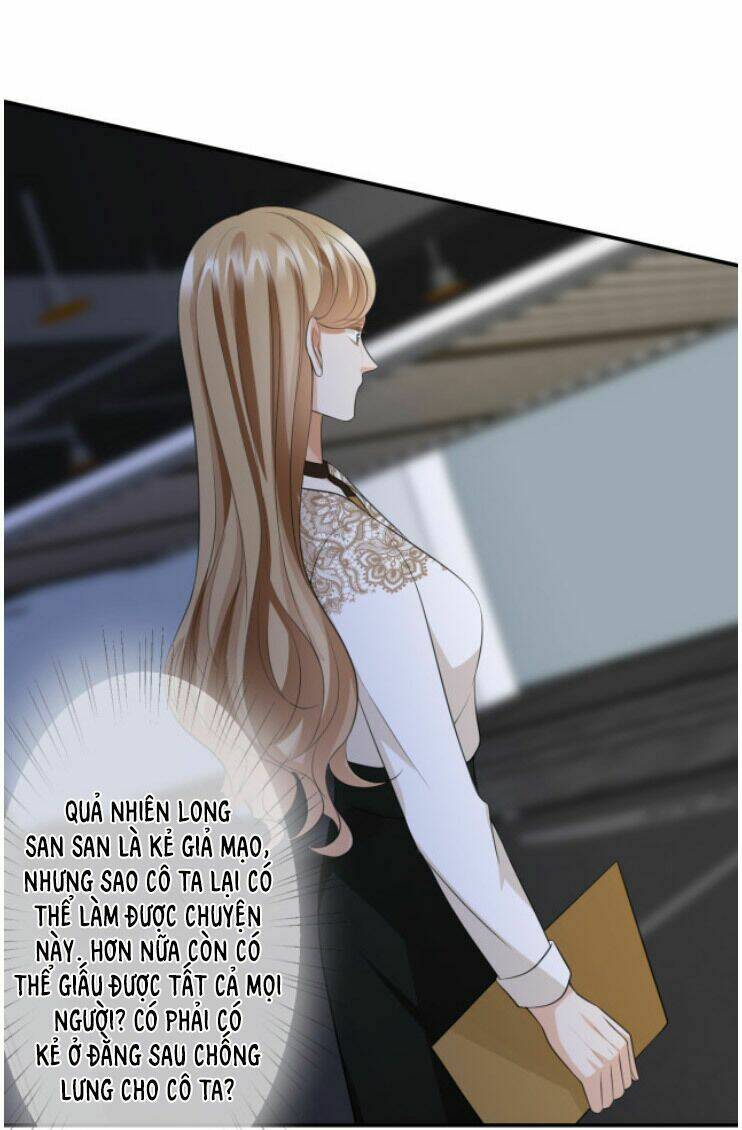 QUẢ NHIÊN LONG
SAN SAN LÀ KẺ GIẢ MẠO,
NHƯNG SAO CÔ TA LẠI CÓ
THỂ LÀM ĐƯỢC CHUYỆN
NÀY. HƠN NỮA CÒN CÓ
THỂ GIẤU ĐƯỢC TẤT CẢ MỌI
NGƯỜI? CÓ PHẢI CÓ
KẺ Ở ĐẰNG SAU CHỐNG
LƯNG CHO CÔ TA?